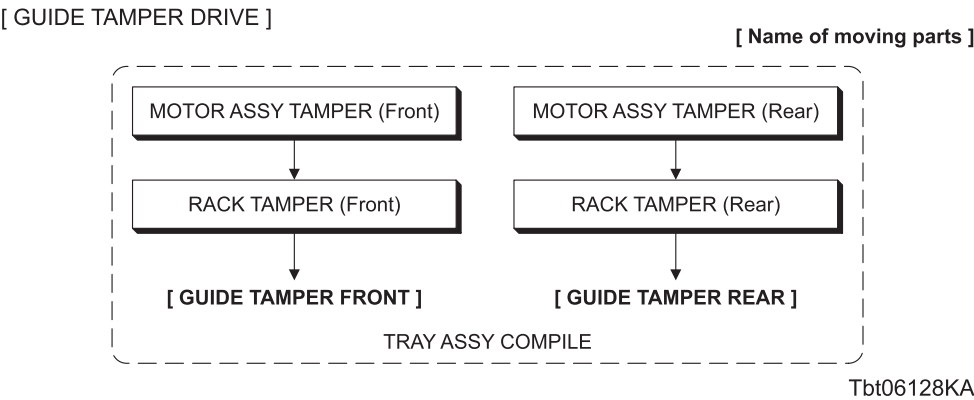 [ GUIDE TAMPER DRIVE ]
[ Name of moving parts ]
MOTOR ASSY TAMPER (Front)
MOTOR ASSY TAMPER (Rear)
RACK TAMPER (Front)
RACK TAMPER (Rear)
[ GUIDE TAMPER FRONT ]
[ GUIDE TAMPER REAR ]
TRAY ASSY COMPILE
Tbt06128KA